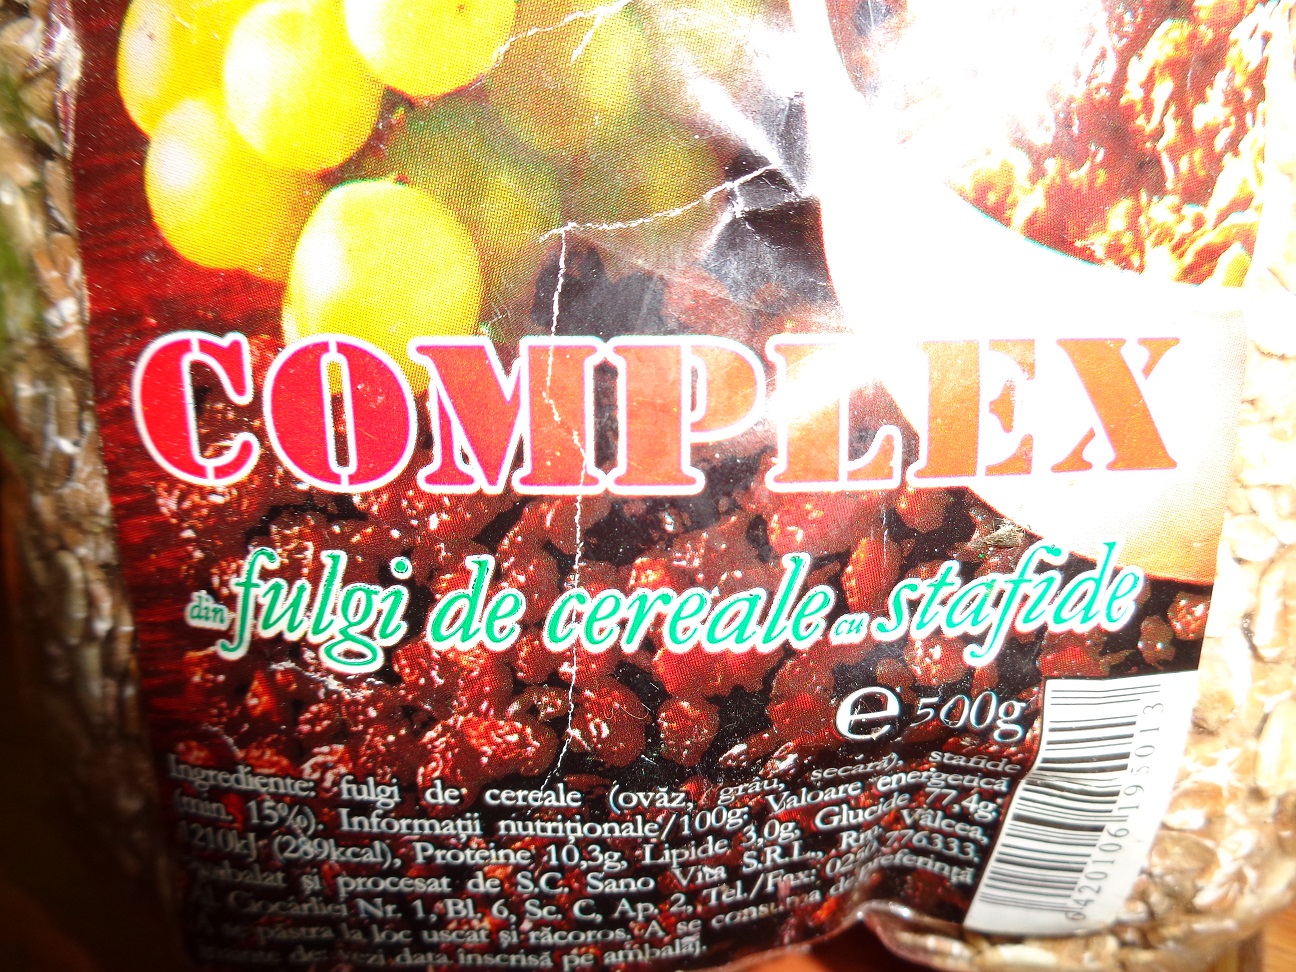 COMPLEX
din fulgi de cereale cu stafide
e 500g
Ingrediente: fulgi de cereale (ovăz, grâu, secară), stafide
(min. 15%). Informații nutriționale/100g: Valoare energetică
1210kJ (289kcal), Proteine 10,3g, Lipide 3,0g, Glucide 77,4g.
Ambalat și procesat de S.C. Sano Vita S.R.L., Rm. Vâlcea,
Al. Ciocârliei Nr. 1, Bl. 6, Sc. C, Ap. 2, Tel./Fax: 0250 776333.
A se păstra la loc uscat și răcoros. A se consuma de preferință
înainte de: vezi data înscrisă pe ambalaj.
6420106195013